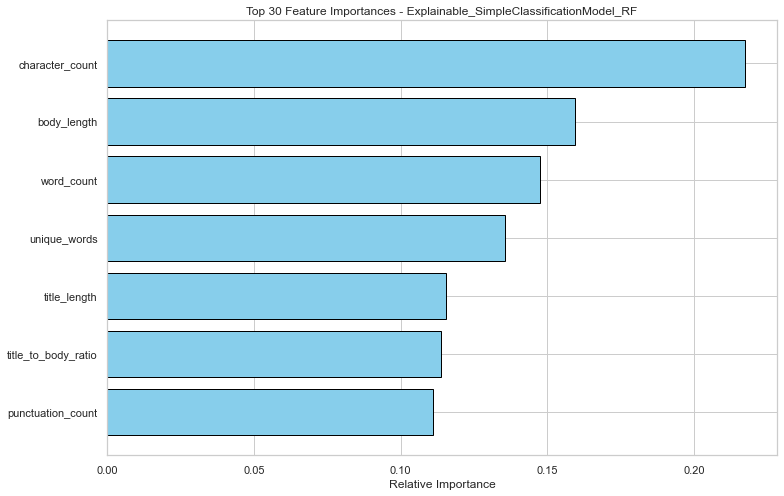 Top 30 Feature Importances - Explainable_SimpleClassificationModel_RF
character_count
body_length
word_count
unique_words
title_length
title_to_body_ratio
punctuation_count
0.00 0.05 0.10 0.15 0.20
Relative Importance